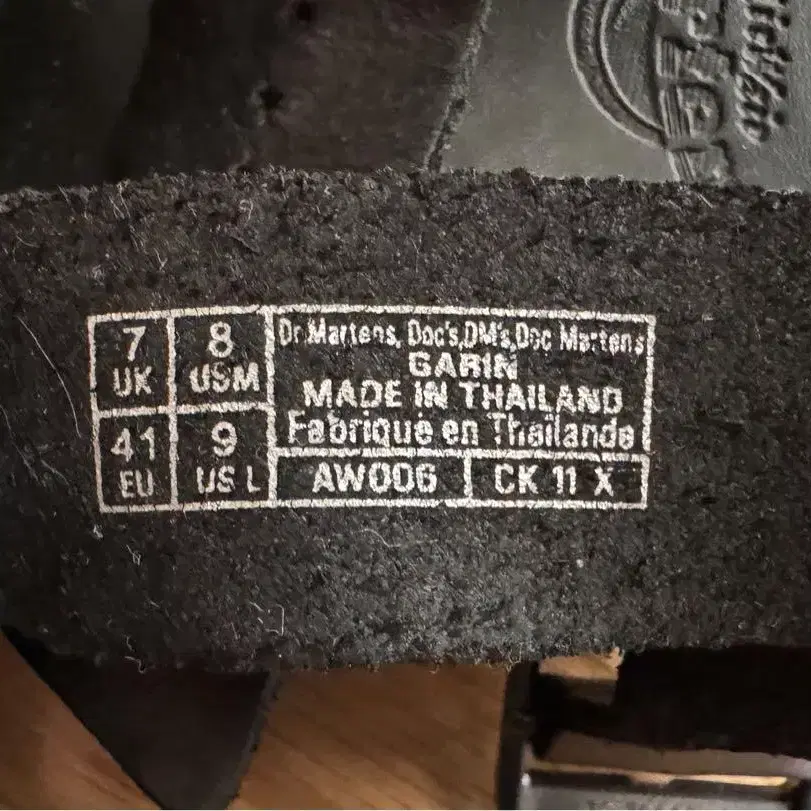 7
UK
8
USM
41
EU
9
US L
Dr.Martens, Doc's,DM's,Doc Martens
GARIN
MADE IN THAILAND
Fabriqué en Thaïlande
AW006
CK 11 X